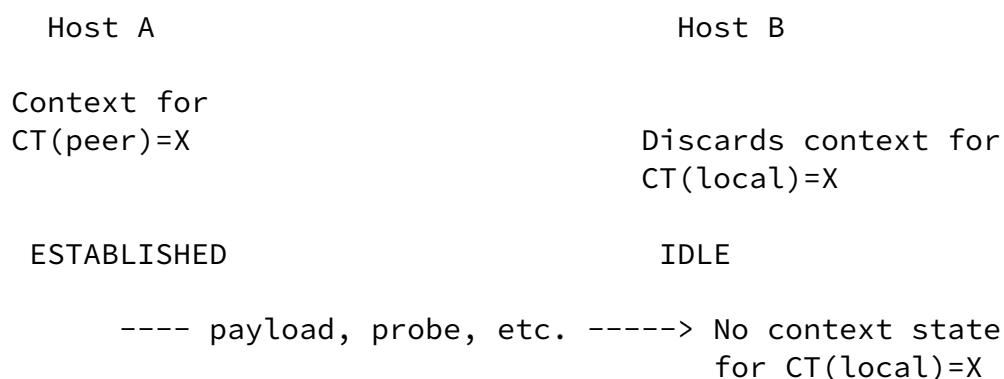 Host A Host B
Context for
CT(peer)=X Discards context for
CT(local)=X
ESTABLISHED IDLE
---- payload, probe, etc. -----> No context state
for CT(local)=X